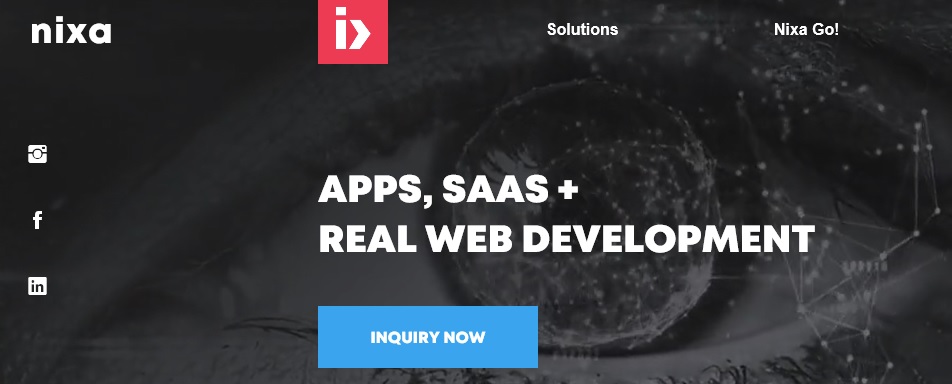 nixa
Solutions
Nixa Go!
APPS, SAAS +
REAL WEB DEVELOPMENT
INQUIRY NOW